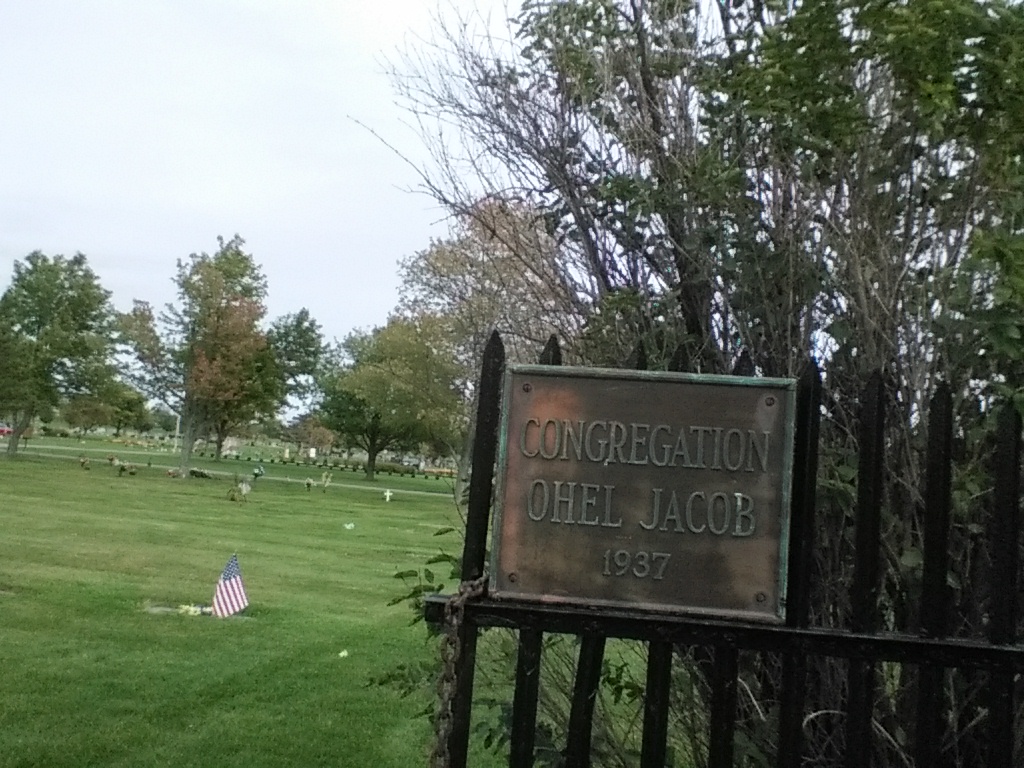 CONGREGATION
OHEL JACOB
1937